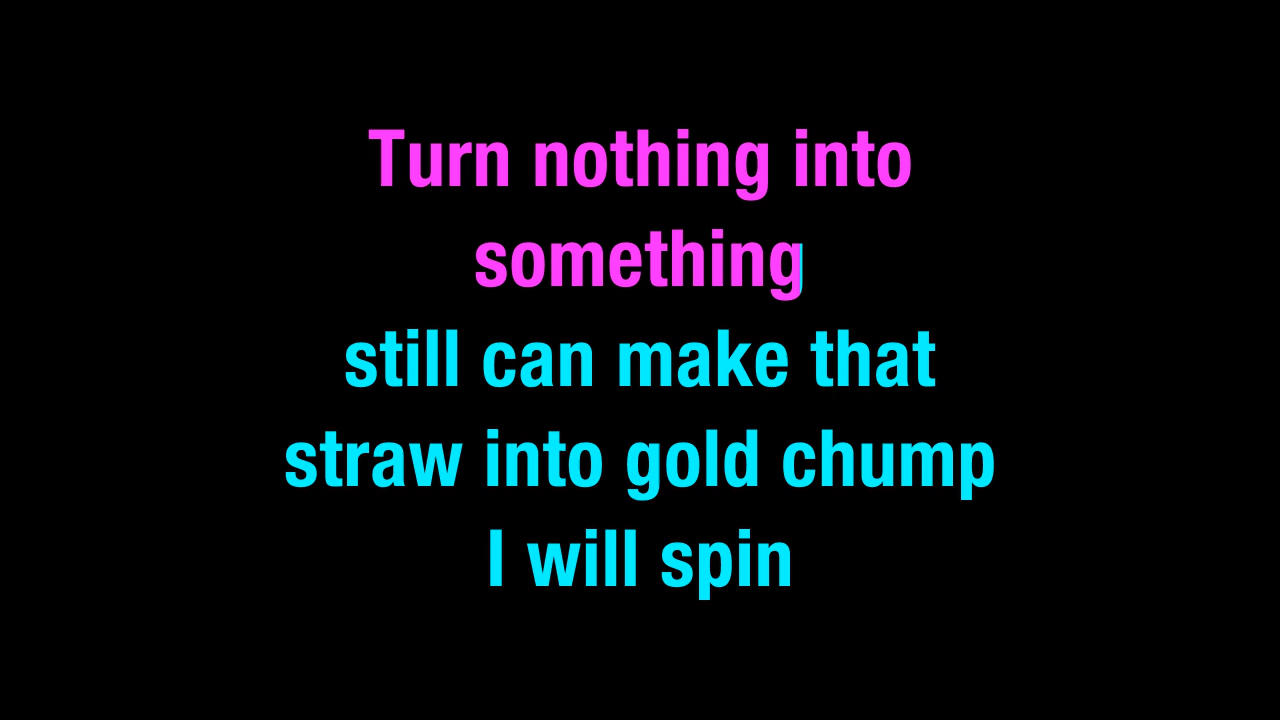 Turn nothing into
something
still can make that
straw into gold chump
I will spin